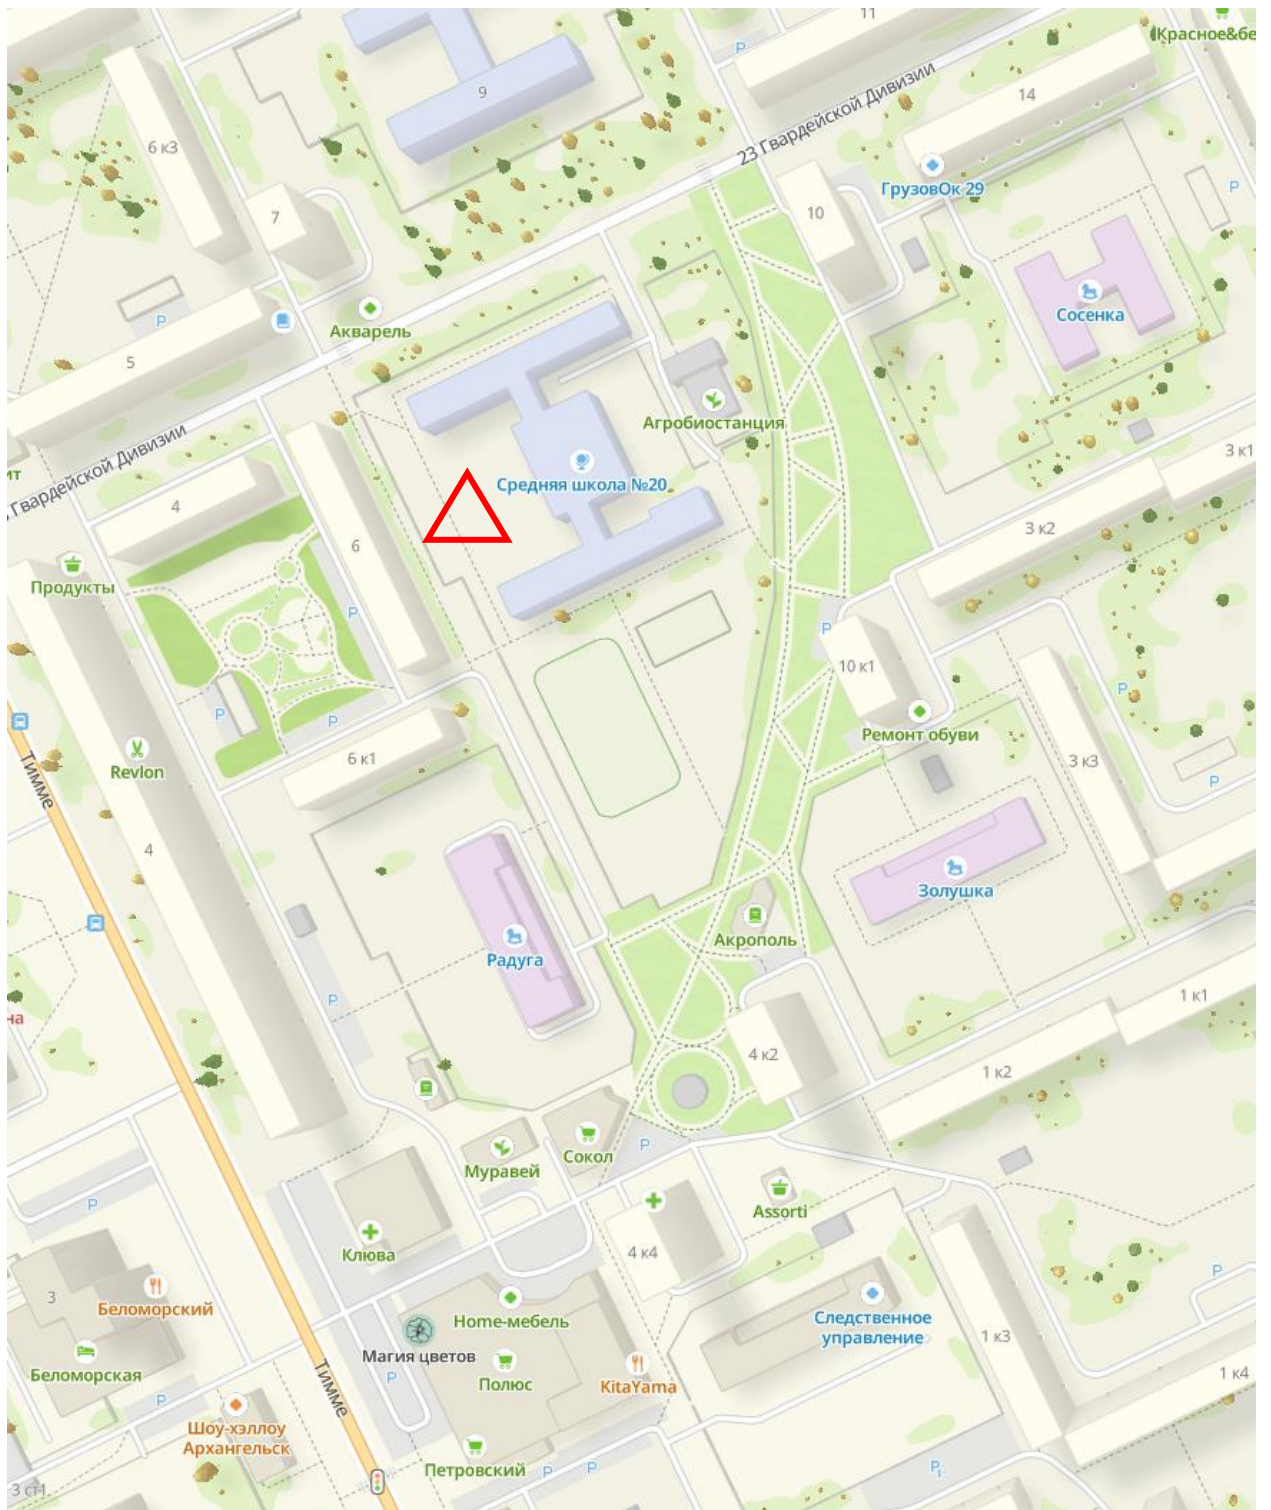 11
Красное&бе
P
9
14
23 Гвардейской Дивизии
6 к3
ГрузовОк 29
P
7
10
Сосенка
P
Акварель
5
Агробиостанция
Гвардейской Дивизии
3 к1
ит
Средняя школа №20
4
3 к2
6
Продукты
P
P
10 к1
P
P
P
Ремонт обуви
6 к1
3 к3
Revlon
P
Тимме
4
Золушка
Акрополь
Радуга
P
1 к1
на
4 к2
1 к2
P
Сокол
Муравей
P
Assorti
Клюва
4 к4
P
3
Беломорский
Home-мебель
Следственное
управление
1 к3
Магия цветов
Беломорская
P
Полюс
KitaYama
1 к4
Тимме
P
Шоу-хэллоу
Архангельск
Петровский
P
P
P
3 ст1